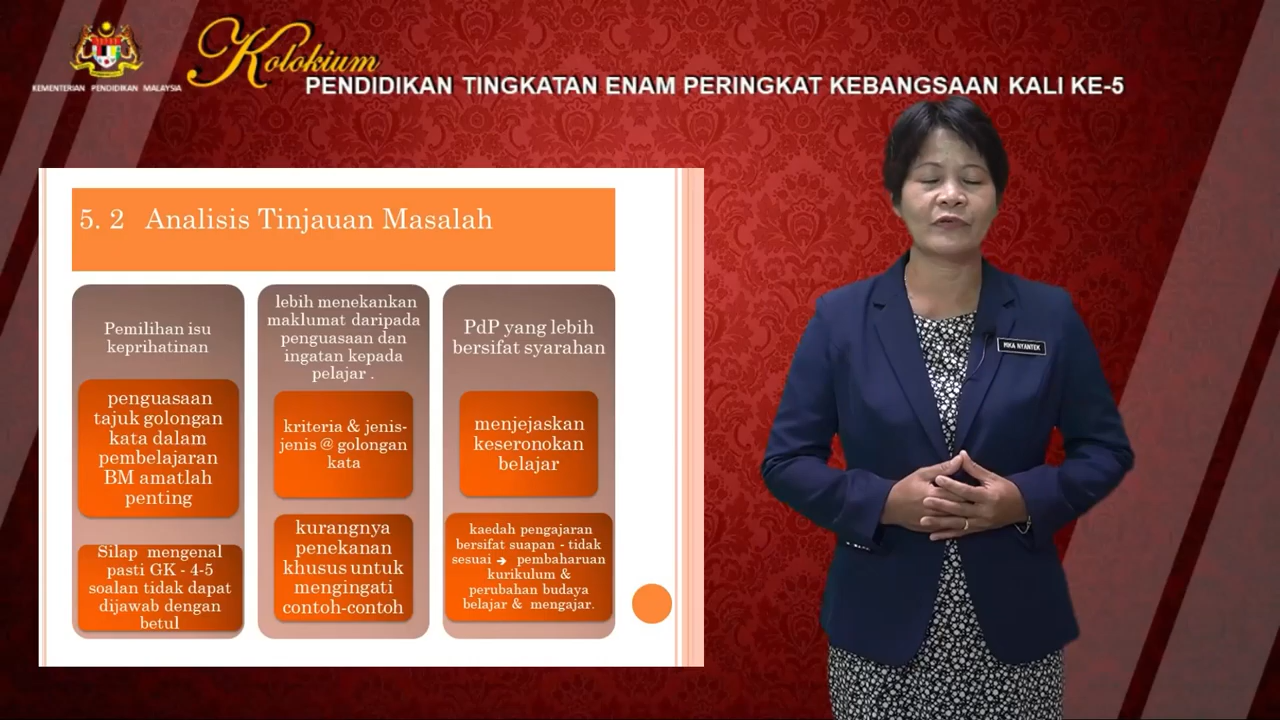 KEMENTERIAN PENDIDIKAN MALAYSIA
Kolokium
PENDIDIKAN TINGKATAN ENAM PERINGKAT KEBANGSAAN KALI KE-5
5. 2 Analisis Tinjauan Masalah
Pemilihan isu
keprihatinan
penguasaan
tajuk golongan
kata dalam
pembelajaran
BM amatlah
penting
Silap mengenal
pasti GK - 4-5
soalan tidak dapat
dijawab dengan
betul
lebih menekankan
maklumat daripada
penguasaan dan
ingatan kepada
pelajar .
kriteria & jenis-
jenis @ golongan
kata
kurangnya
penekanan
khusus untuk
mengingati
contoh-contoh
PdP yang lebih
bersifat syarahan
menjejaskan
keseronokan
belajar
kaedah pengajaran
bersifat suapan - tidak
sesuai ➔ pembaharuan
kurikulum &
perubahan budaya
belajar & mengajar.
RIKA NYANTEK